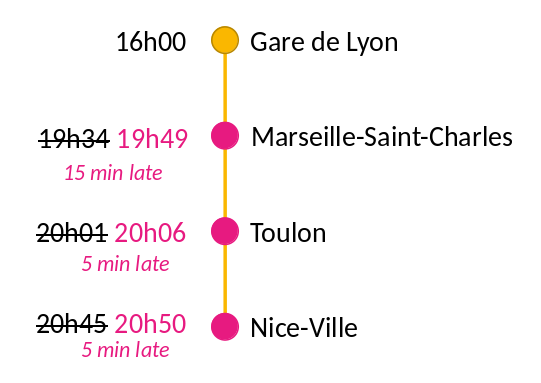 16h00 Gare de Lyon
19h34 19h49 Marseille-Saint-Charles
15 min late
20h01 20h06 Toulon
5 min late
20h45 20h50 Nice-Ville
5 min late